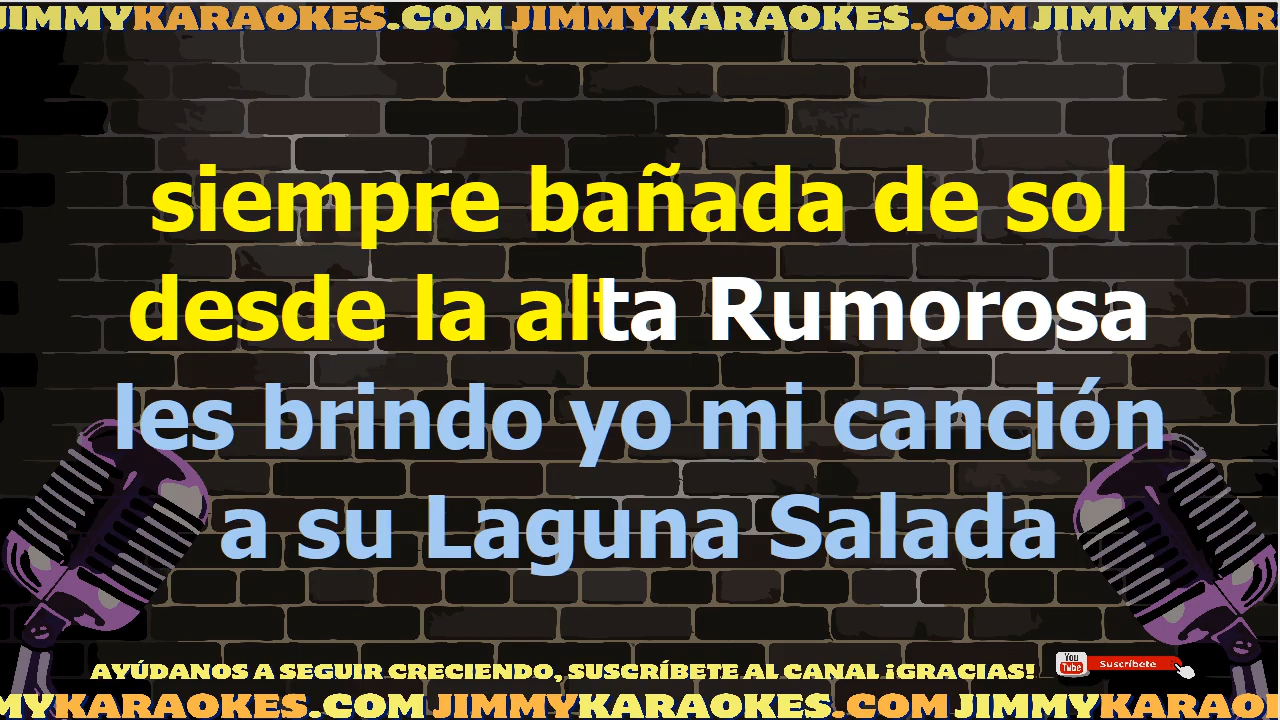 JIMMYKARAOKES.COM JIMMYKARAOKES.COM JIMMYKAR
siempre bañada de sol
desde la alta Rumorosa
les brindo yo mi canción
a su Laguna Salada
AYÚDANOS A SEGUIR CRECIENDO, SUSCRÍBETE AL CANAL ¡GRACIAS!
You Tube Suscríbete
MYKARAOKES.COM JIMMYKARAOKES.COM JIMMYKARAO